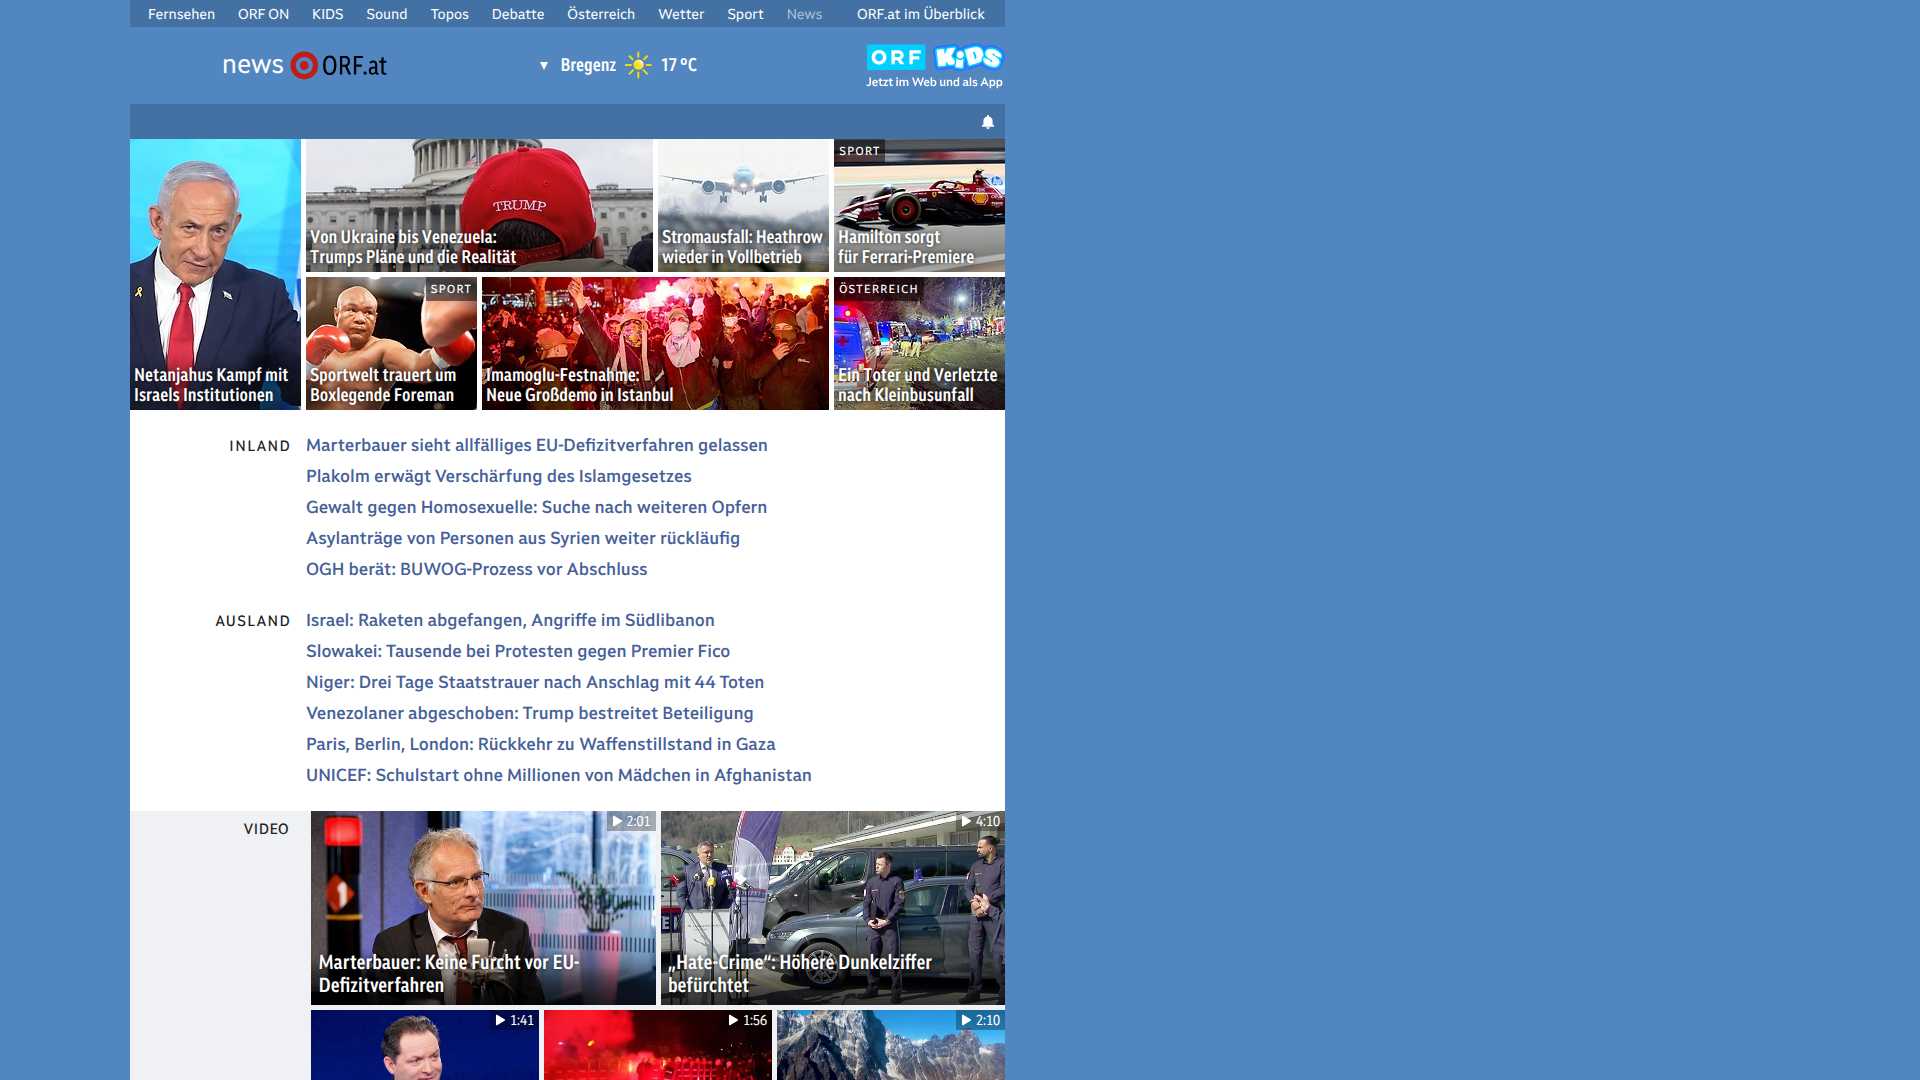 Fernsehen ORF ON KIDS Sound Topos Debatte Österreich Wetter Sport News ORF.at im Überblick
news ORF.at
Bregenz 17 °C
ORF KiDS
Jetzt im Web und als App
TRUMP
Von Ukraine bis Venezuela:
Trumps Pläne und die Realität
Stromausfall: Heathrow
wieder in Vollbetrieb
SPORT
Hamilton sorgt
für Ferrari-Premiere
Netanjahus Kampf mit
Israels Institutionen
SPORT
Sportwelt trauert um
Boxlegende Foreman
Imamoglu-Festnahme:
Neue Großdemo in Istanbul
ÖSTERREICH
Ein Toter und Verletzte
nach Kleinbusunfall
INLAND
Marterbauer sieht allfälliges EU-Defizitverfahren gelassen
Plakolm erwägt Verschärfung des Islamgesetzes
Gewalt gegen Homosexuelle: Suche nach weiteren Opfern
Asylanträge von Personen aus Syrien weiter rückläufig
OGH berät: BUWOG-Prozess vor Abschluss
AUSLAND
Israel: Raketen abgefangen, Angriffe im Südlibanon
Slowakei: Tausende bei Protesten gegen Premier Fico
Niger: Drei Tage Staatstrauer nach Anschlag mit 44 Toten
Venezolaner abgeschoben: Trump bestreitet Beteiligung
Paris, Berlin, London: Rückkehr zu Waffenstillstand in Gaza
UNICEF: Schulstart ohne Millionen von Mädchen in Afghanistan
VIDEO
2:01
Marterbauer: Keine Furcht vor EU-
Defizitverfahren
4:10
„Hate-Crime“: Höhere Dunkelziffer
befürchtet
1:41
1:56
2:10